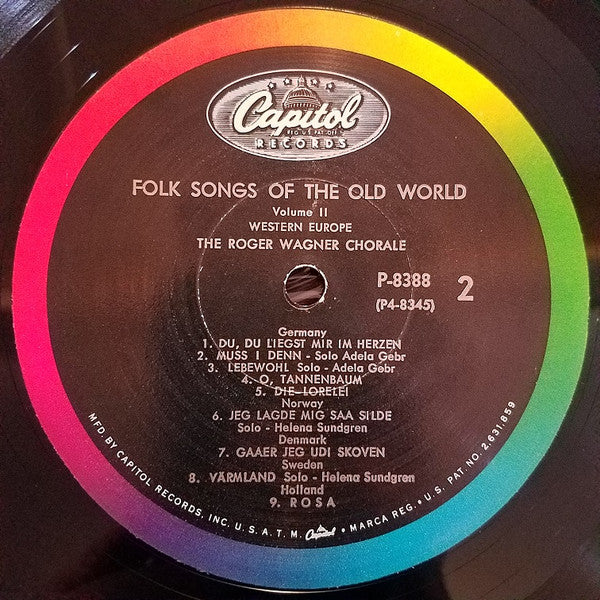 Capitol
REG. U.S. PAT. OFF.
RECORDS
FOLK SONGS OF THE OLD WORLD
Volume II
WESTERN EUROPE
THE ROGER WAGNER CHORALE
P-8388
2
(P4-8345)
Germany
1. DU, DU LIEGST MIR IM HERZEN
2. MUSS I DENN - Solo Adela Gebr
3. LEBEWOHL Solo - Adela Gebr
4. O, TANNENBAUM
5. DIE LORELEI
Norway
6. JEG LAGDE MIG SAA SILDE
Solo - Helena Sundgren
Denmark
7. GAAER JEG UDI SKOVEN
Sweden
8. VÄRMLAND Solo - Helena Sundgren
Holland
9. ROSA
MFD. BY CAPITOL RECORDS, INC. U.S.A. T.M. Capitol • MARCA REG. • U.S. PAT. NO. 2,631,859